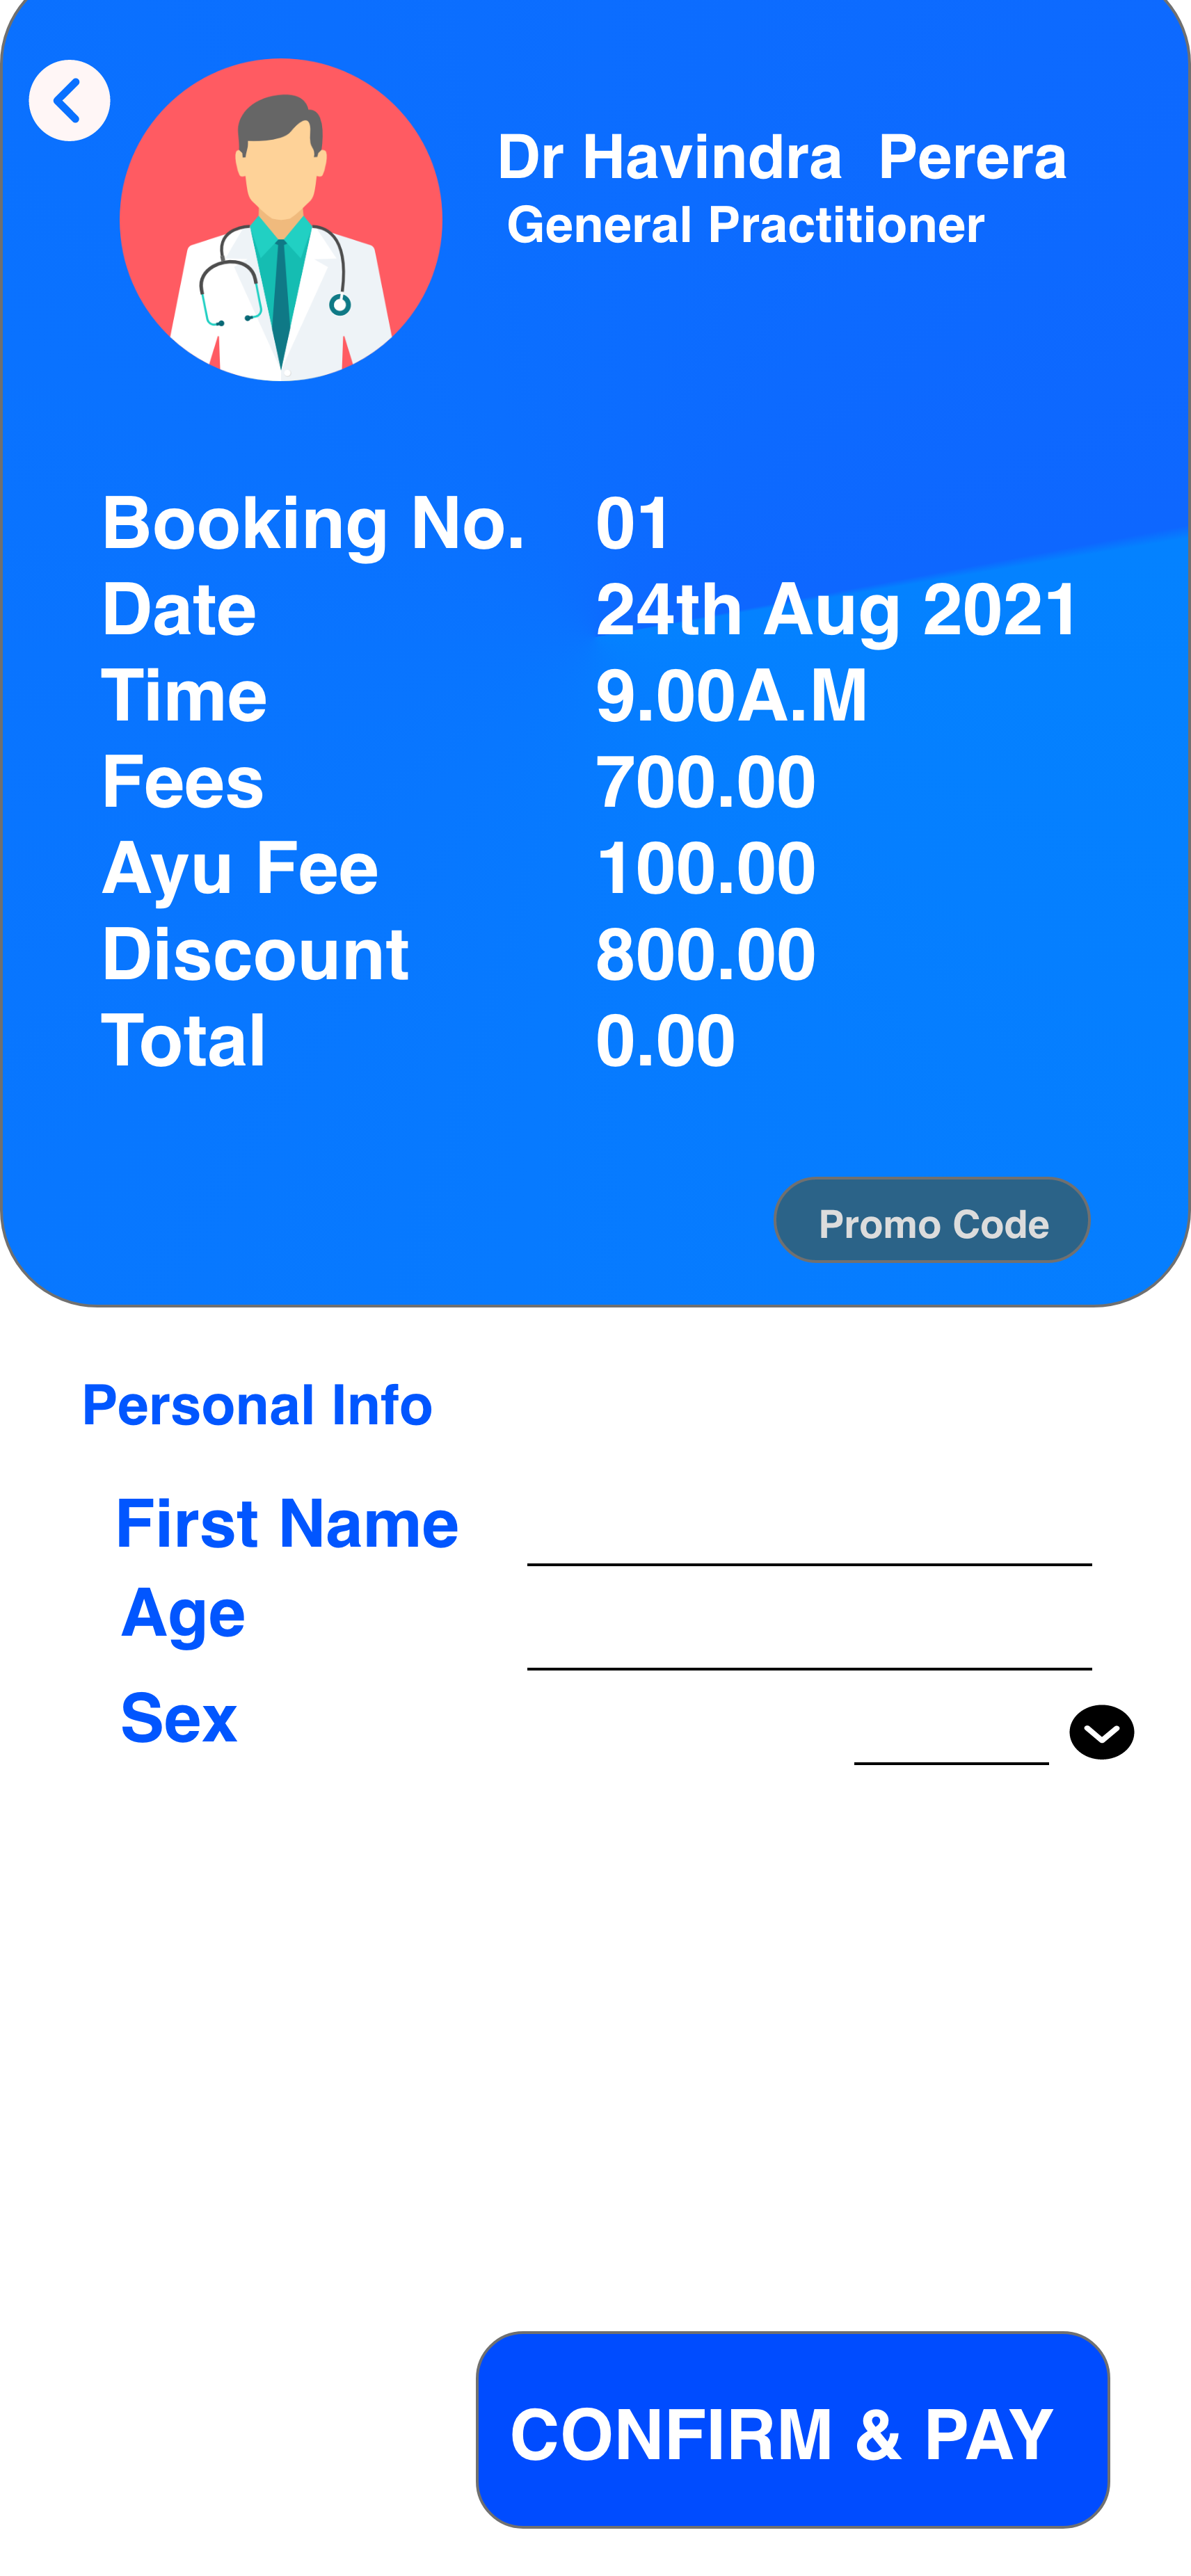 Dr Havindra Perera
General Practitioner
Booking No. 01
Date 24th Aug 2021
Time 9.00A.M
Fees 700.00
Ayu Fee 100.00
Discount 800.00
Total 0.00
Promo Code
Personal Info
First Name
Age
Sex
CONFIRM & PAY